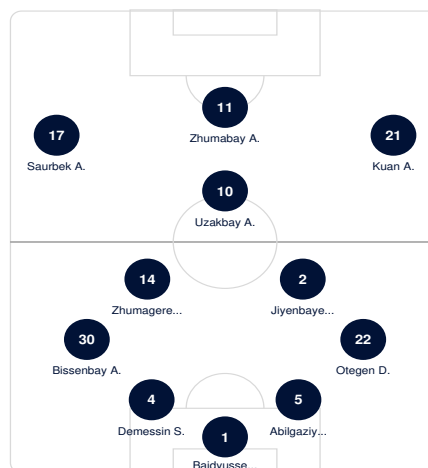 11
Zhumabay A.
17
21
Saurbek A.
Kuan A.
10
Uzakbay A.
14
2
Zhumagere...
Jiyenbaye...
30
22
Bissenbay A.
Otegen D.
4
5
Demessin S.
Abilgaziy...
1
Baidyusse...